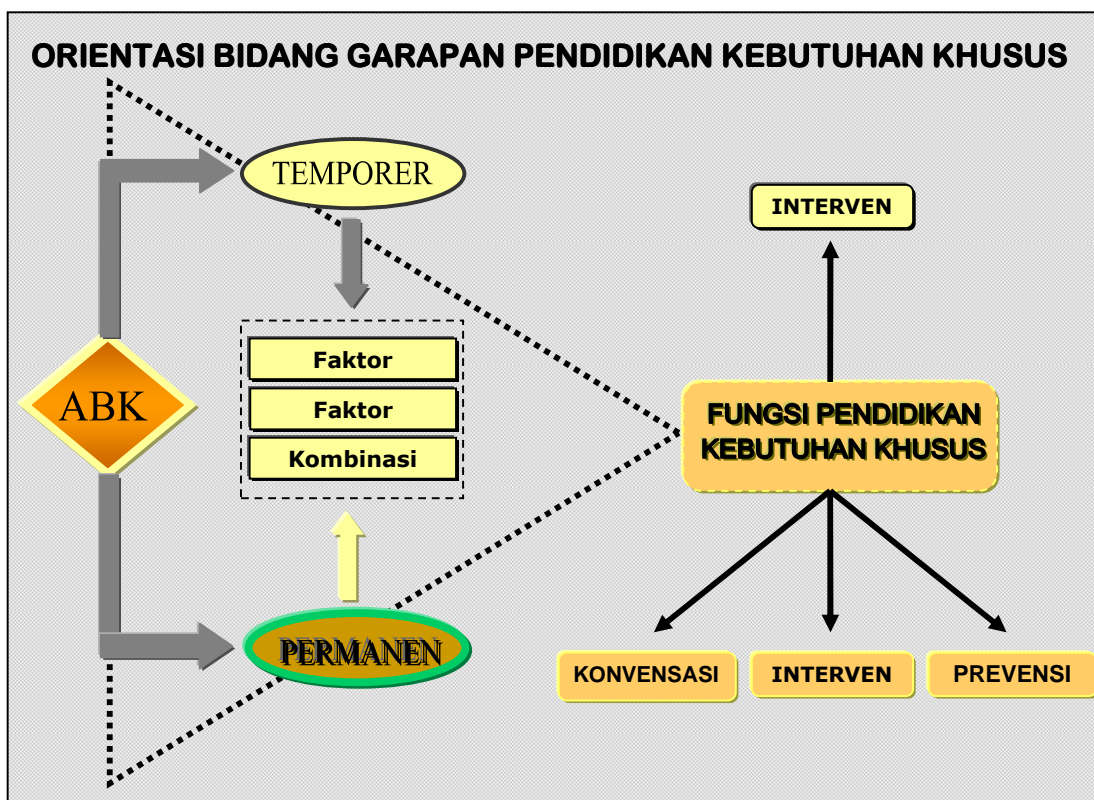 ORIENTASI BIDANG GARAPAN PENDIDIKAN KEBUTUHAN KHUSUS
TEMPORER
INTERVEN
Faktor
ABK
Faktor
Kombinasi
FUNGSI PENDIDIKAN
KEBUTUHAN KHUSUS
PERMANEN
KONVENSASI
INTERVEN
PREVENSI